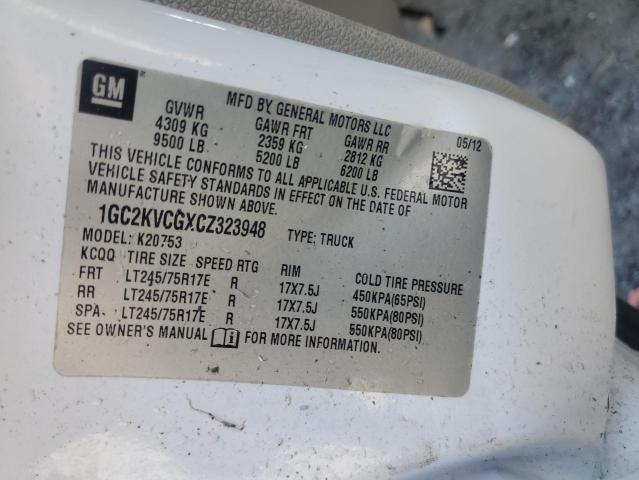 GM
MFD BY GENERAL MOTORS LLC
05/12
GVWR GAWR FRT GAWR RR
4309 KG 2359 KG 2812 KG
9500 LB 5200 LB 6200 LB
THIS VEHICLE CONFORMS TO ALL APPLICABLE U.S. FEDERAL MOTOR
VEHICLE SAFETY STANDARDS IN EFFECT ON THE DATE OF
MANUFACTURE SHOWN ABOVE.
1GC2KVCGXCZ323948 TYPE: TRUCK
MODEL: K20753
KCQQ TIRE SIZE SPEED RTG RIM COLD TIRE PRESSURE
FRT LT245/75R17E R 17X7.5J 450KPA(65PSI)
RR LT245/75R17E R 17X7.5J 550KPA(80PSI)
SPA LT245/75R17E R 17X7.5J 550KPA(80PSI)
SEE OWNER'S MANUAL FOR MORE INFORMATION.